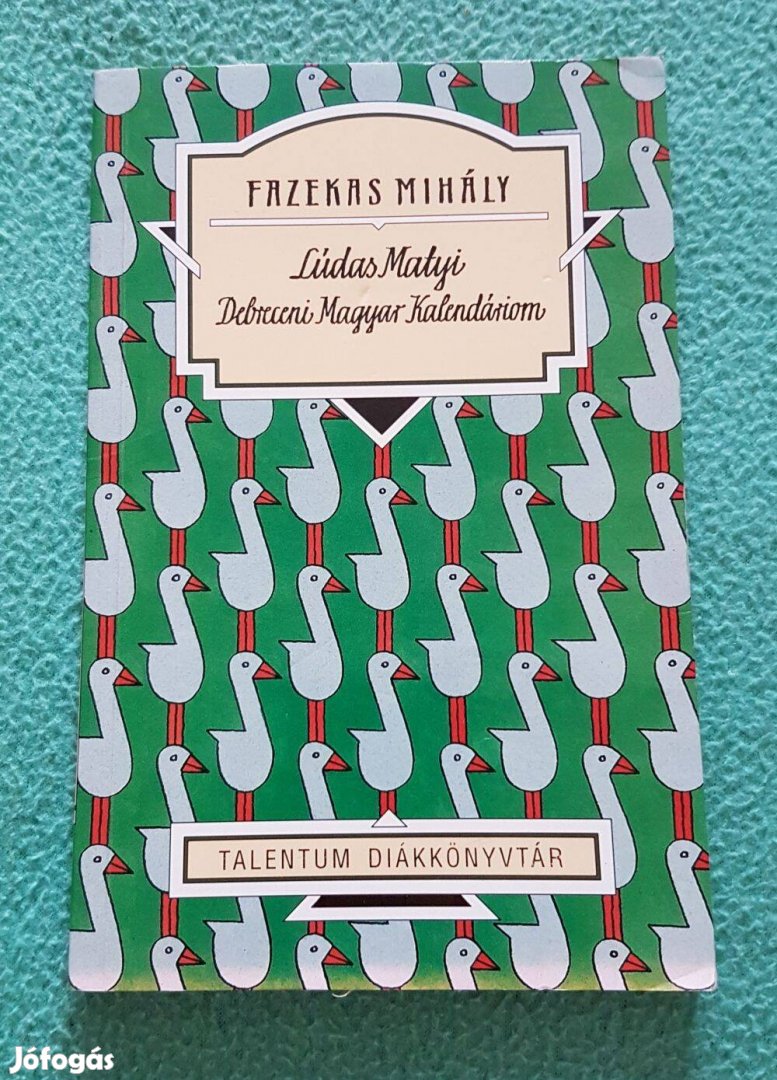 FAZEKAS MIHÁLY
Lúdas Matyi
Debreceni Magyar Kalendáriom
TALENTUM DIÁKKÖNYVTÁR
Jófogás